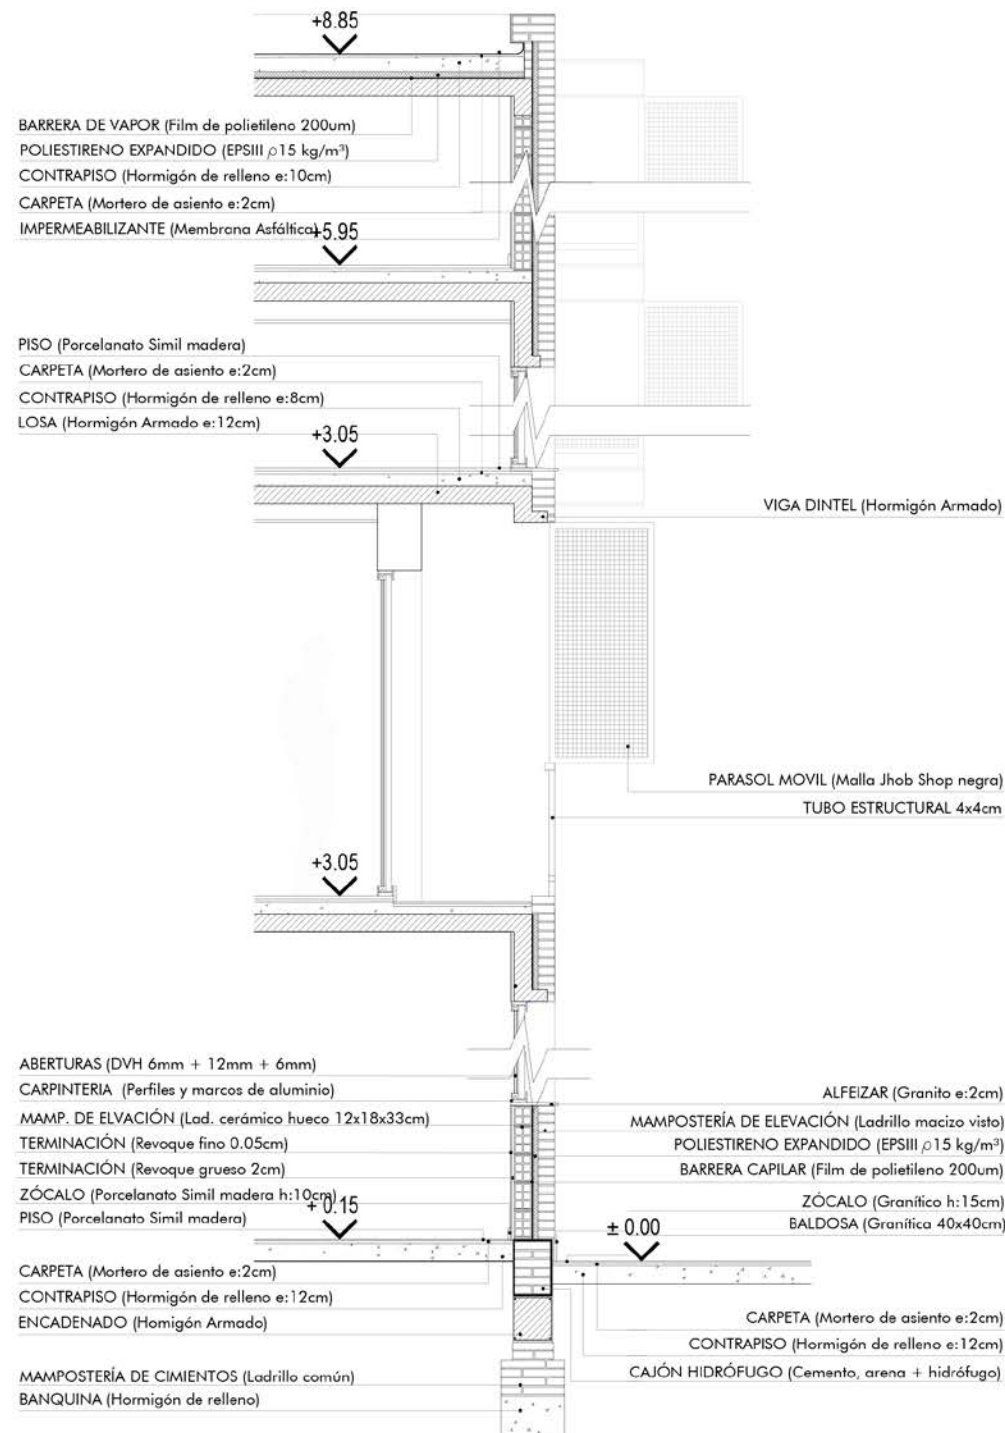 +8.85
BARRERA DE VAPOR (Film de polietileno 200um)
POLIESTIRENO EXPANDIDO (EPSIII ρ15 kg/m³)
CONTRAPISO (Hormigón de relleno e:10cm)
CARPETA (Mortero de asiento e:2cm)
IMPERMEABILIZANTE (Membrana Asfáltica)
+5.95
PISO (Porcelanato Simil madera)
CARPETA (Mortero de asiento e:2cm)
CONTRAPISO (Hormigón de relleno e:8cm)
LOSA (Hormigón Armado e:12cm)
+3.05
VIGA DINTEL (Hormigón Armado)
PARASOL MOVIL (Malla Jhob Shop negra)
TUBO ESTRUCTURAL 4x4cm
+3.05
ABERTURAS (DVH 6mm + 12mm + 6mm)
CARPINTERIA (Perfiles y marcos de aluminio)
MAMP. DE ELVACIÓN (Lad. cerámico hueco 12x18x33cm)
TERMINACIÓN (Revoque fino 0.05cm)
TERMINACIÓN (Revoque grueso 2cm)
ZÓCALO (Porcelanato Simil madera h:10cm)
PISO (Porcelanato Simil madera)
+ 0.15
ALFEIZAR (Granito e:2cm)
MAMPOSTERÍA DE ELEVACIÓN (Ladrillo macizo visto)
POLIESTIRENO EXPANDIDO (EPSIII ρ15 kg/m³)
BARRERA CAPILAR (Film de polietileno 200um)
ZÓCALO (Granítico h:15cm)
BALDOSA (Granítica 40x40cm)
± 0.00
CARPETA (Mortero de asiento e:2cm)
CONTRAPISO (Hormigón de relleno e:12cm)
ENCADENADO (Homigón Armado)
MAMPOSTERÍA DE CIMIENTOS (Ladrillo común)
BANQUINA (Hormigón de relleno)
CARPETA (Mortero de asiento e:2cm)
CONTRAPISO (Hormigón de relleno e:12cm)
CAJÓN HIDRÓFUGO (Cemento, arena + hidrófugo)